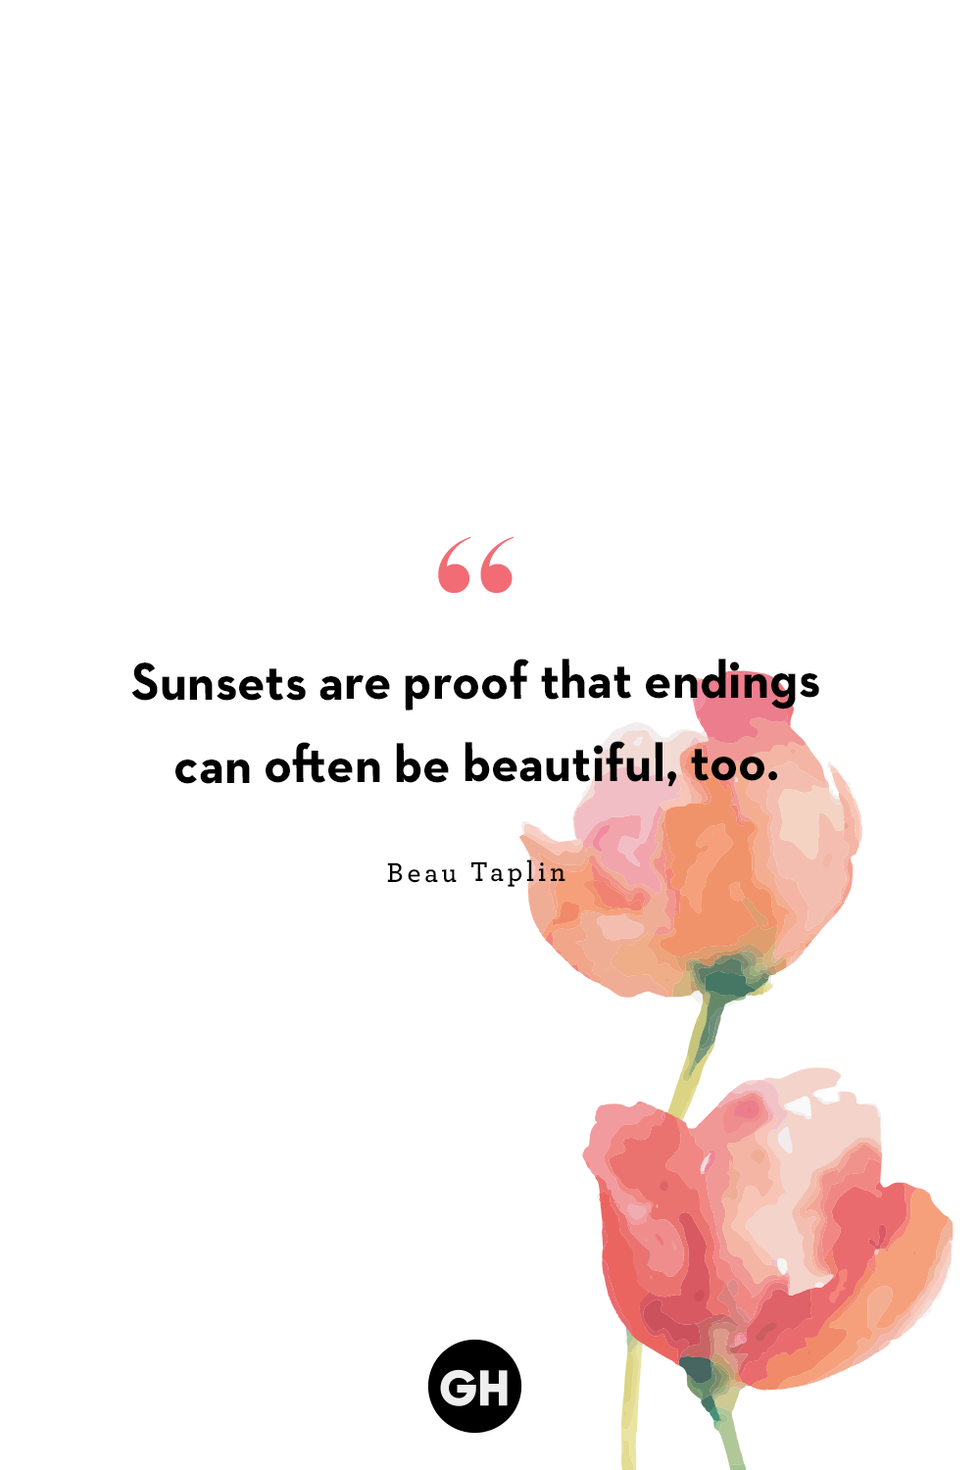 “
Sunsets are proof that endings
can often be beautiful, too.
Beau Taplin
GH